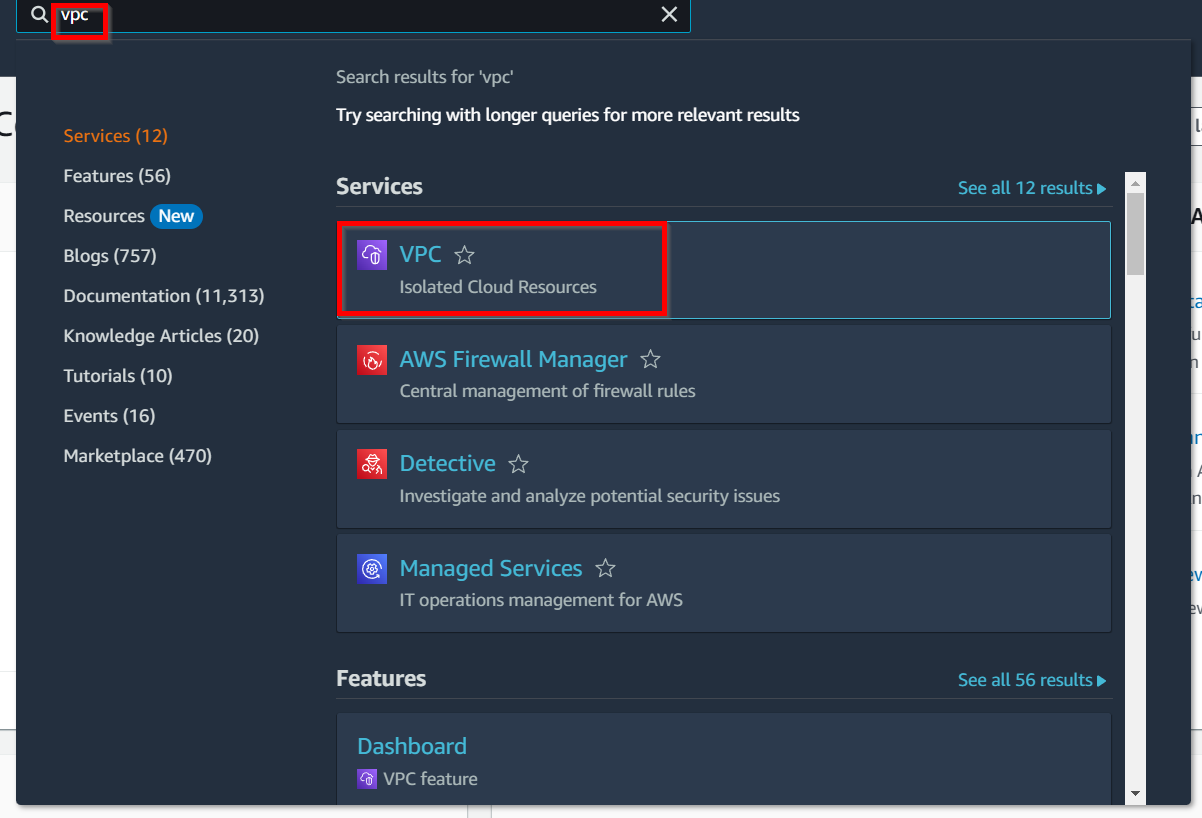 vpc
Search results for 'vpc'
Try searching with longer queries for more relevant results
Services (12)
Features (56)
Resources New
Blogs (757)
Documentation (11,313)
Knowledge Articles (20)
Tutorials (10)
Events (16)
Marketplace (470)
Services
See all 12 results
VPC
Isolated Cloud Resources
AWS Firewall Manager
Central management of firewall rules
Detective
Investigate and analyze potential security issues
Managed Services
IT operations management for AWS
Features
See all 56 results
Dashboard
VPC feature